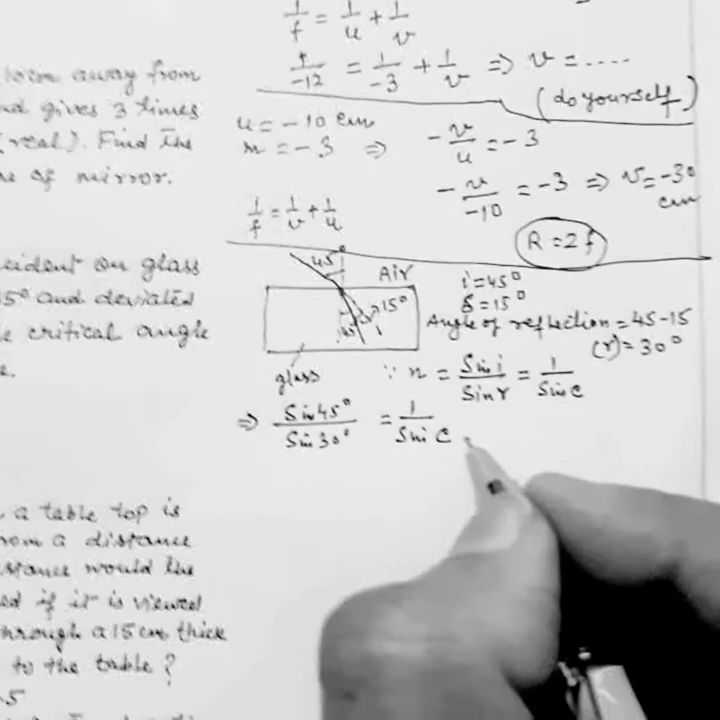 1/f = 1/u + 1/v
1/-12 = 1/-3 + 1/v ⇒ v = ....
(do yourself)
away from
gives 3 times
(real). Find the
of mirror.
u = -10 cm
m = -3 ⇒ -v/u = -3
-v/-10 = -3 ⇒ v = -30 cm
1/f = 1/v + 1/u
R = 2f
on glass
5° and deviated
critical angle
45°
Air
15°
45°
glass
i = 45°
δ = 15°
Angle of reflection = 45-15
(r) = 30°
∵ n = Sin i / Sin r = 1 / Sin C
⇒ Sin 45° / Sin 30° = 1 / Sin C
a table top is
from a distance
would the
if it is viewed
through a 15 cm thick
to the table?